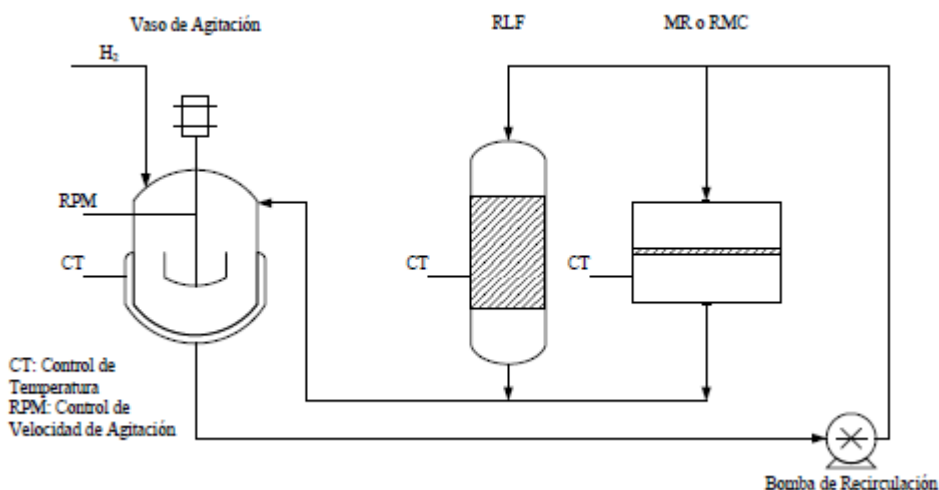 Vaso de Agitación
RLF
MR o RMC
H₂
RPM
CT
CT
CT
CT: Control de
Temperatura
RPM: Control de
Velocidad de Agitación
Bomba de Recirculación